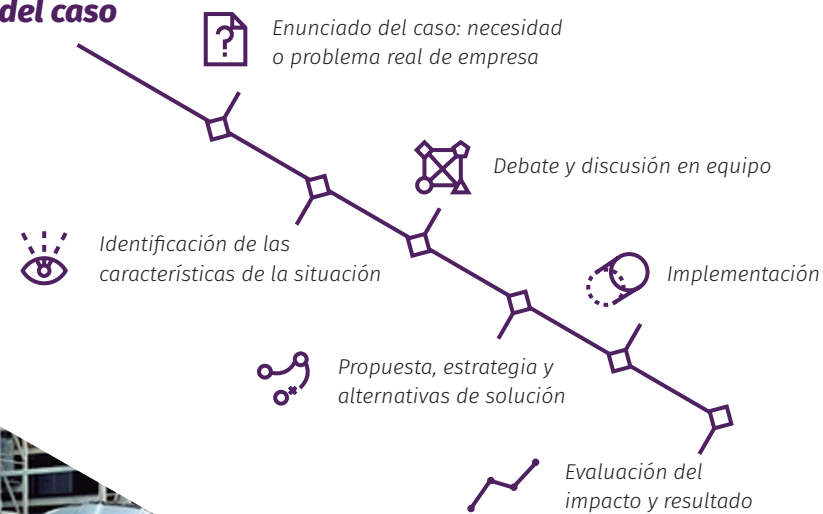 del caso
Enunciado del caso: necesidad
o problema real de empresa
Debate y discusión en equipo
Identificación de las
características de la situación
Implementación
Propuesta, estrategia y
alternativas de solución
Evaluación del
impacto y resultado